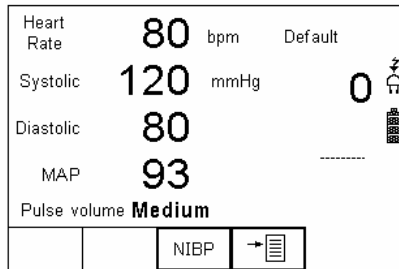 Heart Rate 80 bpm Default
Systolic 120 mmHg 0
Diastolic 80
---------
MAP 93
Pulse volume Medium
NIBP